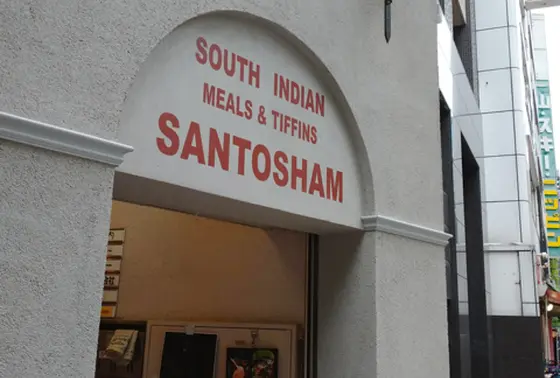 SOUTH INDIAN
MEALS & TIFFINS
SANTOSHAM